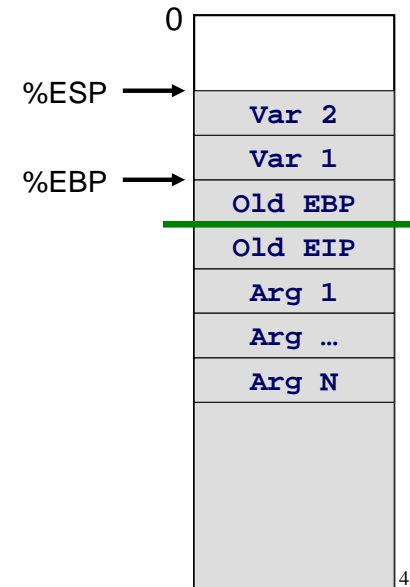 0
%ESP
Var 2
Var 1
%EBP
Old EBP
Old EIP
Arg 1
Arg …
Arg N
4